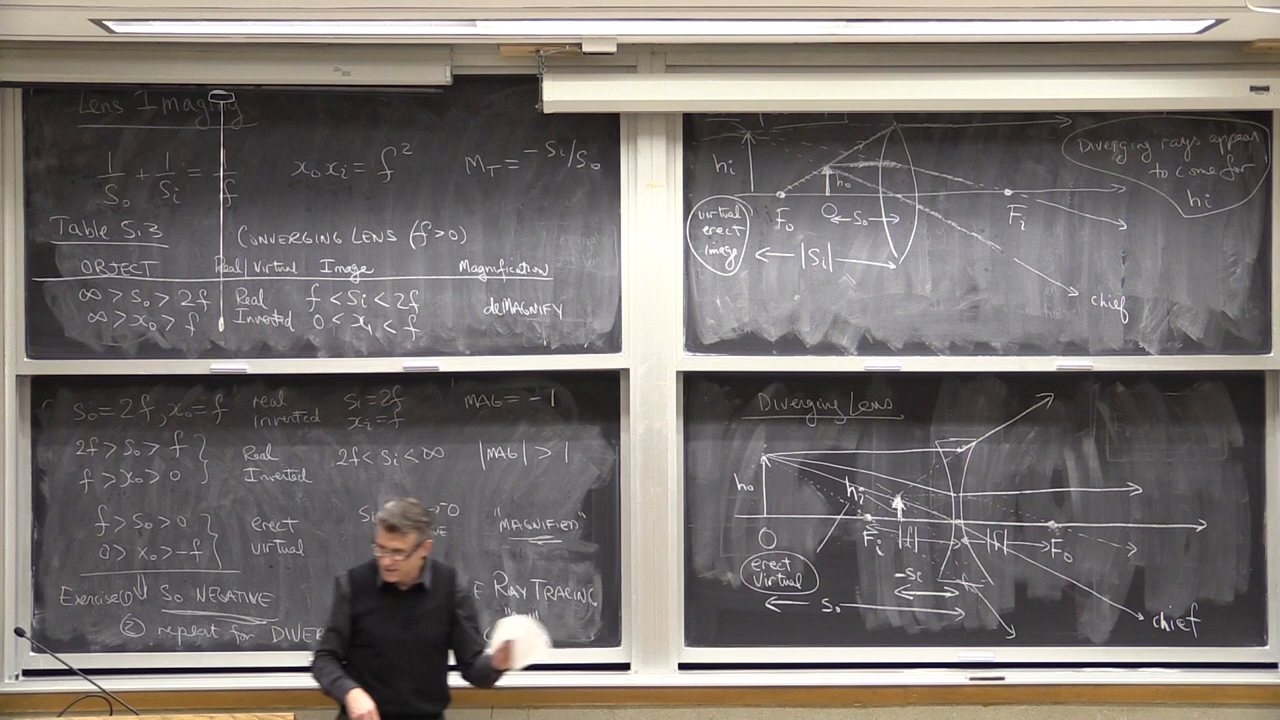 Lens Imaging
1/So + 1/Si = 1/f   xoxi = f²   MT = -Si/So
Table 5.3   CONVERGING LENS (f>0)
OBJECT   Real/Virtual   Image   Magnification
∞ > So > 2f   Real   f < Si < 2f   deMAGNIFY
∞ > xo > f   Inverted   0 < xi < f
So = 2f, xo = f   real   Si = 2f   MAG = -1
inverted   xi = f
2f > So > f   Real   2f < Si < ∞   |MAG| > 1
f > xo > 0   Inverted
f > So > 0   erect   "MAGNIFIED"
0 > xo > -f   virtual
Exercise ① So NEGATIVE   RAY TRACING
② repeat for
hi
ho
Diverging rays appear
to come for
hi
virtual
erect
image
Fo   O   So   Fi
|Si|
chief
Diverging Lens
ho
hi
O   Fi   |f|   |f|   Fo
erect
virtual
-Si
So
chief